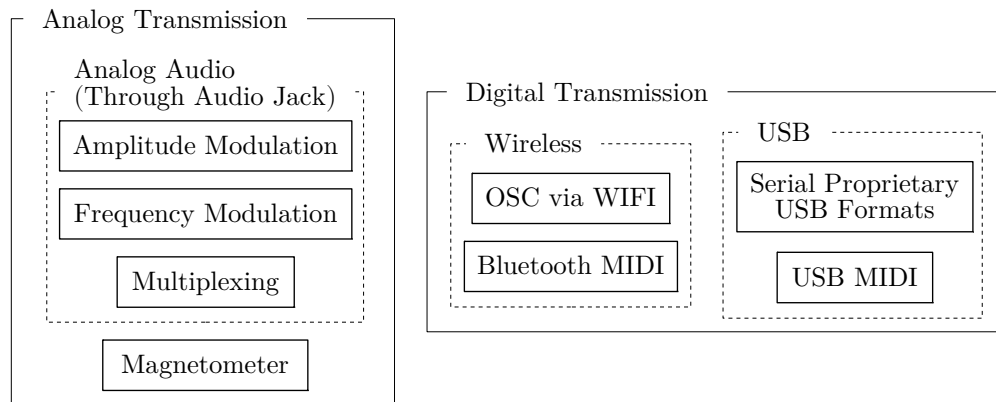 Analog Transmission
Analog Audio
(Through Audio Jack)
Amplitude Modulation
Frequency Modulation
Multiplexing
Magnetometer
Digital Transmission
Wireless
OSC via WIFI
Bluetooth MIDI
USB
Serial Proprietary
USB Formats
USB MIDI